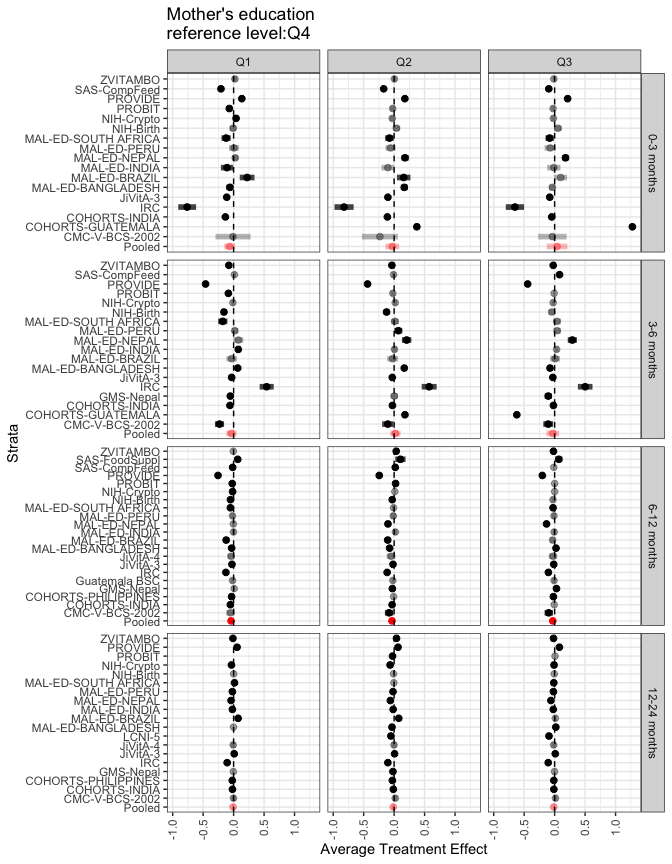 Mother's education
reference level:Q4
Q1 Q2 Q3
ZVITAMBO
SAS-CompFeed
PROVIDE
PROBIT
NIH-Crypto
NIH-Birth
MAL-ED-SOUTH AFRICA
MAL-ED-PERU
MAL-ED-NEPAL
MAL-ED-INDIA
MAL-ED-BRAZIL
MAL-ED-BANGLADESH
JiVitA-3
IRC
COHORTS-INDIA
COHORTS-GUATEMALA
CMC-V-BCS-2002
Pooled
0-3 months
ZVITAMBO
SAS-CompFeed
PROVIDE
PROBIT
NIH-Crypto
NIH-Birth
MAL-ED-SOUTH AFRICA
MAL-ED-PERU
MAL-ED-NEPAL
MAL-ED-INDIA
MAL-ED-BRAZIL
MAL-ED-BANGLADESH
JiVitA-3
IRC
GMS-Nepal
COHORTS-INDIA
COHORTS-GUATEMALA
CMC-V-BCS-2002
Pooled
3-6 months
Strata
ZVITAMBO
SAS-FoodSuppl
SAS-CompFeed
PROVIDE
PROBIT
NIH-Crypto
NIH-Birth
MAL-ED-SOUTH AFRICA
MAL-ED-PERU
MAL-ED-NEPAL
MAL-ED-INDIA
MAL-ED-BRAZIL
MAL-ED-BANGLADESH
JiVitA-4
JiVitA-3
IRC
Guatemala BSC
GMS-Nepal
COHORTS-PHILIPPINES
COHORTS-INDIA
CMC-V-BCS-2002
Pooled
6-12 months
ZVITAMBO
PROVIDE
PROBIT
NIH-Crypto
NIH-Birth
MAL-ED-SOUTH AFRICA
MAL-ED-PERU
MAL-ED-NEPAL
MAL-ED-INDIA
MAL-ED-BRAZIL
MAL-ED-BANGLADESH
LCNI-5
JiVitA-4
JiVitA-3
IRC
GMS-Nepal
COHORTS-PHILIPPINES
COHORTS-INDIA
CMC-V-BCS-2002
Pooled
12-24 months
-1.0 -0.5 0.0 0.5 1.0 -1.0 -0.5 0.0 0.5 1.0 -1.0 -0.5 0.0 0.5 1.0
Average Treatment Effect